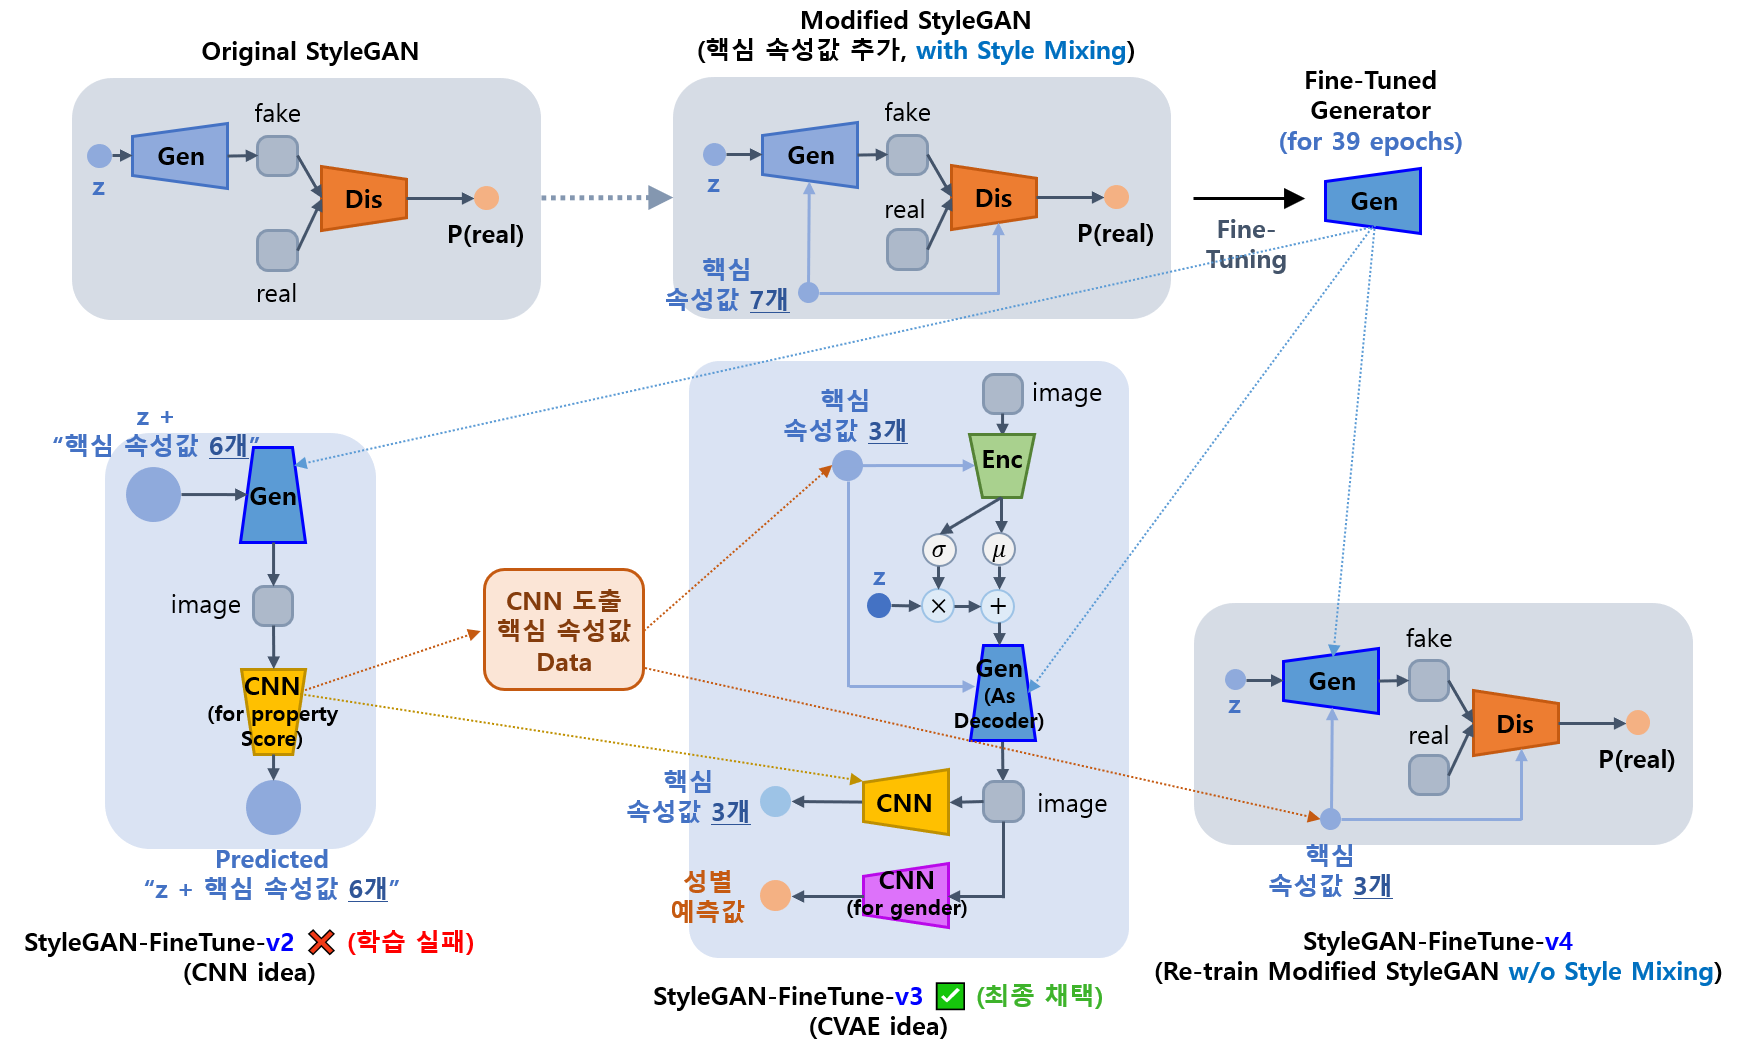 Original StyleGAN
fake
z
Gen
Dis
P(real)
real
Modified StyleGAN
(핵심 속성값 추가, with Style Mixing)
fake
z
Gen
real
Dis
P(real)
핵심
속성값 7개
Fine-Tuned
Generator
(for 39 epochs)
Gen
Fine-
Tuning
z +
“핵심 속성값 6개”
Gen
image
CNN
(for property
Score)
Predicted
“z + 핵심 속성값 6개”
StyleGAN-FineTune-v2 ❌ (학습 실패)
(CNN idea)
CNN 도출
핵심 속성값
Data
image
핵심
속성값 3개
Enc
σ
μ
z
×
+
Gen
(As
Decoder)
핵심
속성값 3개
CNN
image
성별
예측값
CNN
(for gender)
StyleGAN-FineTune-v3 ✅ (최종 채택)
(CVAE idea)
fake
z
Gen
real
Dis
P(real)
핵심
속성값 3개
StyleGAN-FineTune-v4
(Re-train Modified StyleGAN w/o Style Mixing)